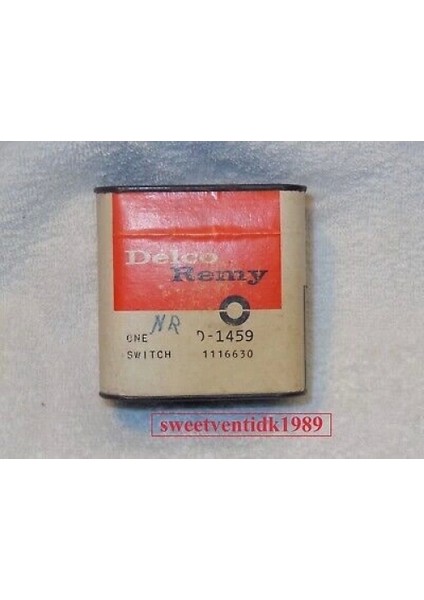 Delco
Remy
NR
ONE D-1459
SWITCH 1116630
sweetventidk1989